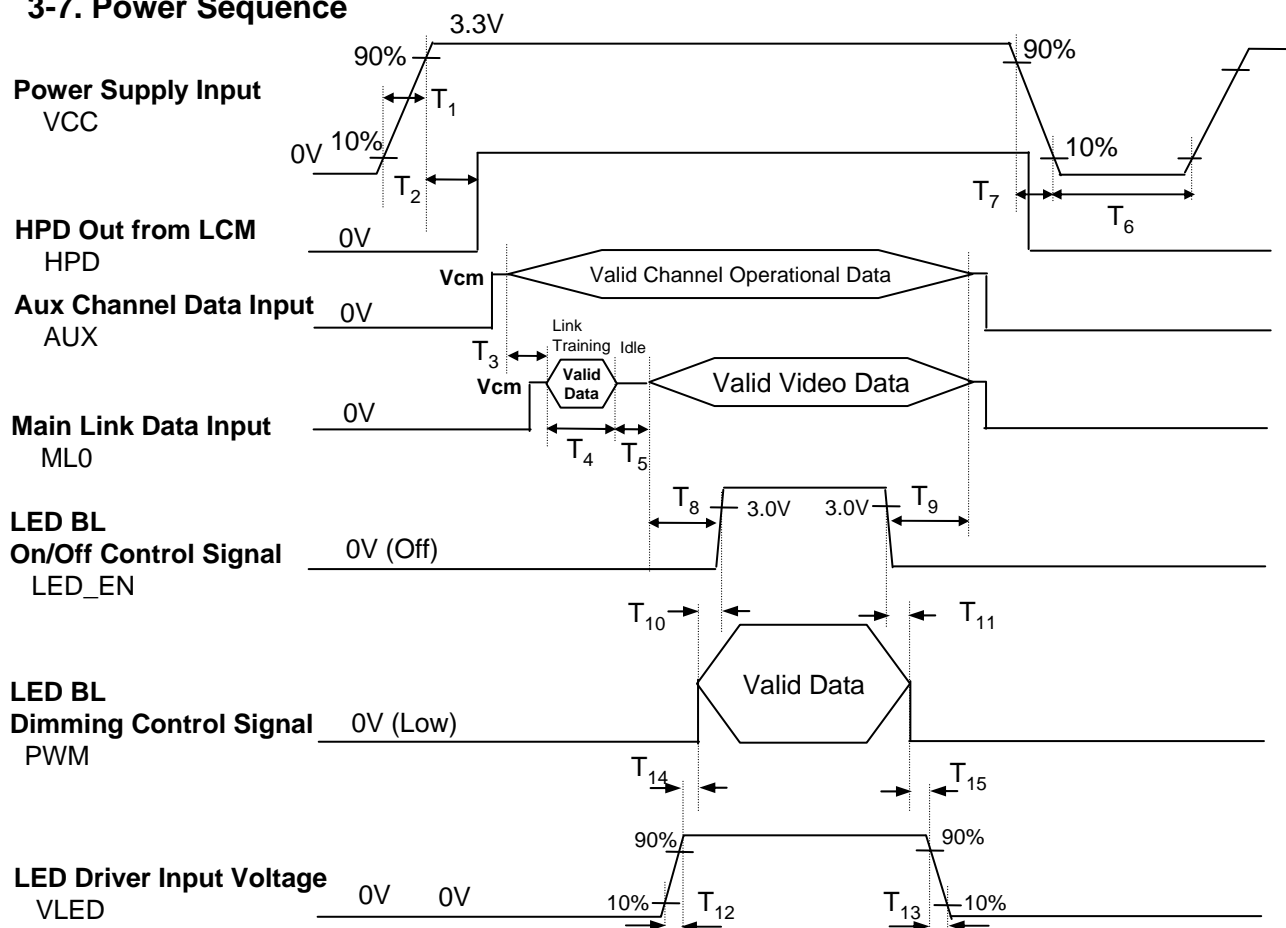 3-7. Power Sequence
3.3V
90%
90%
Power Supply Input
VCC
T1
0V
10%
10%
T2
T7
T6
HPD Out from LCM
HPD
0V
Vcm
Valid Channel Operational Data
Aux Channel Data Input
AUX
0V
Link
Training
Idle
T3
Vcm
Valid
Data
Valid Video Data
Main Link Data Input
ML0
0V
T4
T5
T8
3.0V
3.0V
T9
LED BL
On/Off Control Signal
LED_EN
0V (Off)
T10
T11
LED BL
Dimming Control Signal
PWM
0V (Low)
Valid Data
T14
T15
90%
90%
LED Driver Input Voltage
VLED
0V
0V
10%
T12
T13
10%